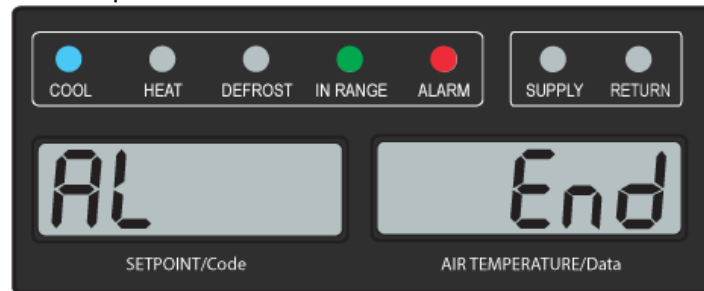 COOL HEAT DEFROST IN RANGE ALARM SUPPLY RETURN
AL End
SETPOINT/Code AIR TEMPERATURE/Data